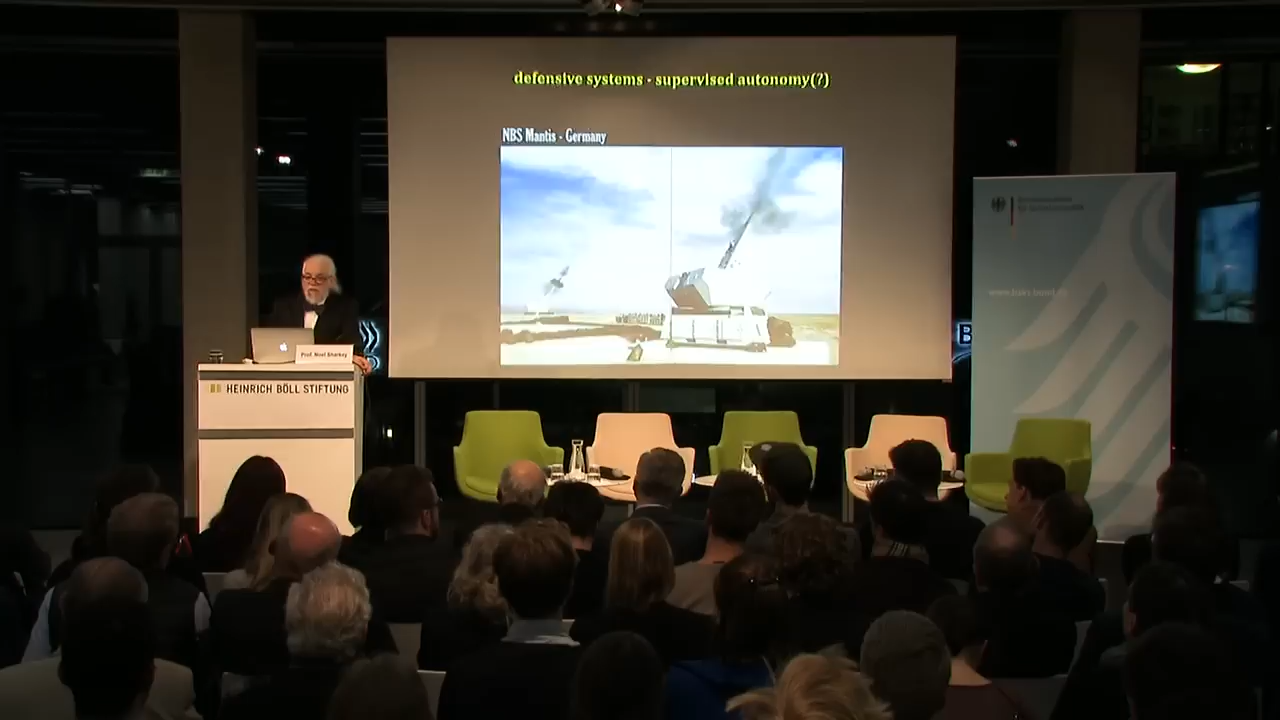 defensive systems - supervised autonomy(?)
NBS Mantis - Germany
Prof. Noel Sharkey
HEINRICH BÖLL STIFTUNG